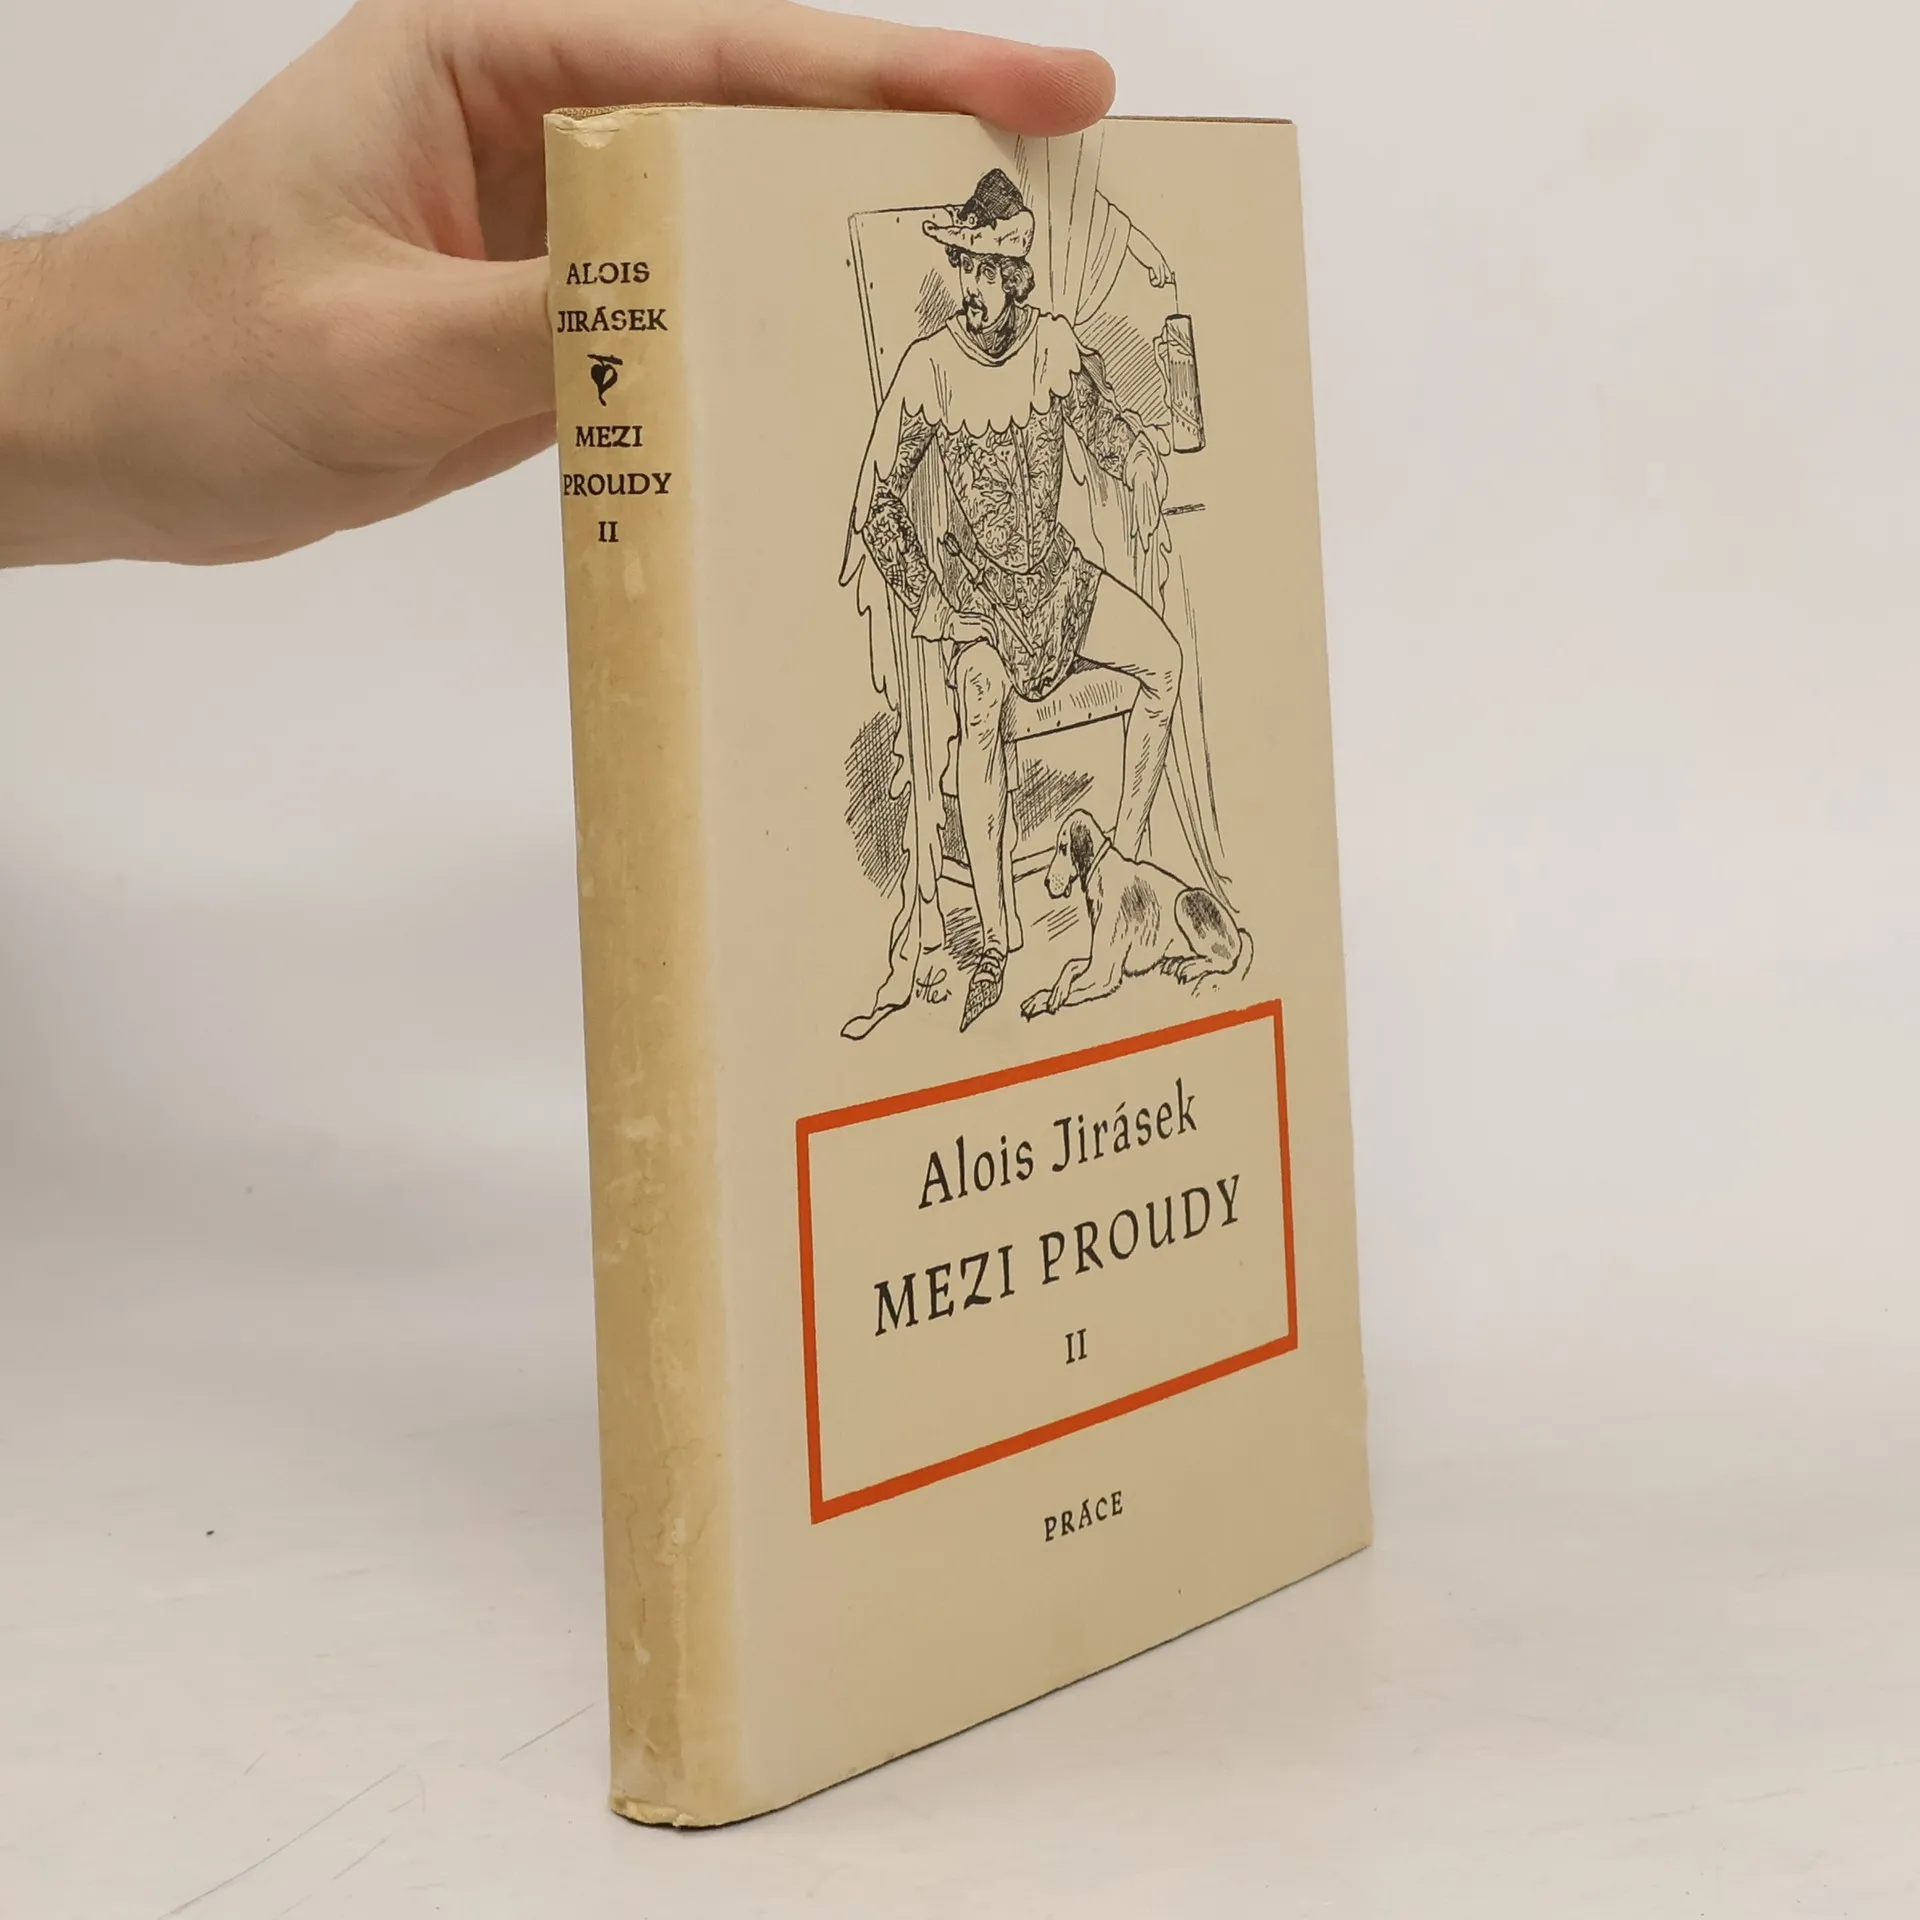 ALOIS
JIRÁSEK
MEZI
PROUDY
II
Alois Jirásek
MEZI PROUDY
II
PRÁCE